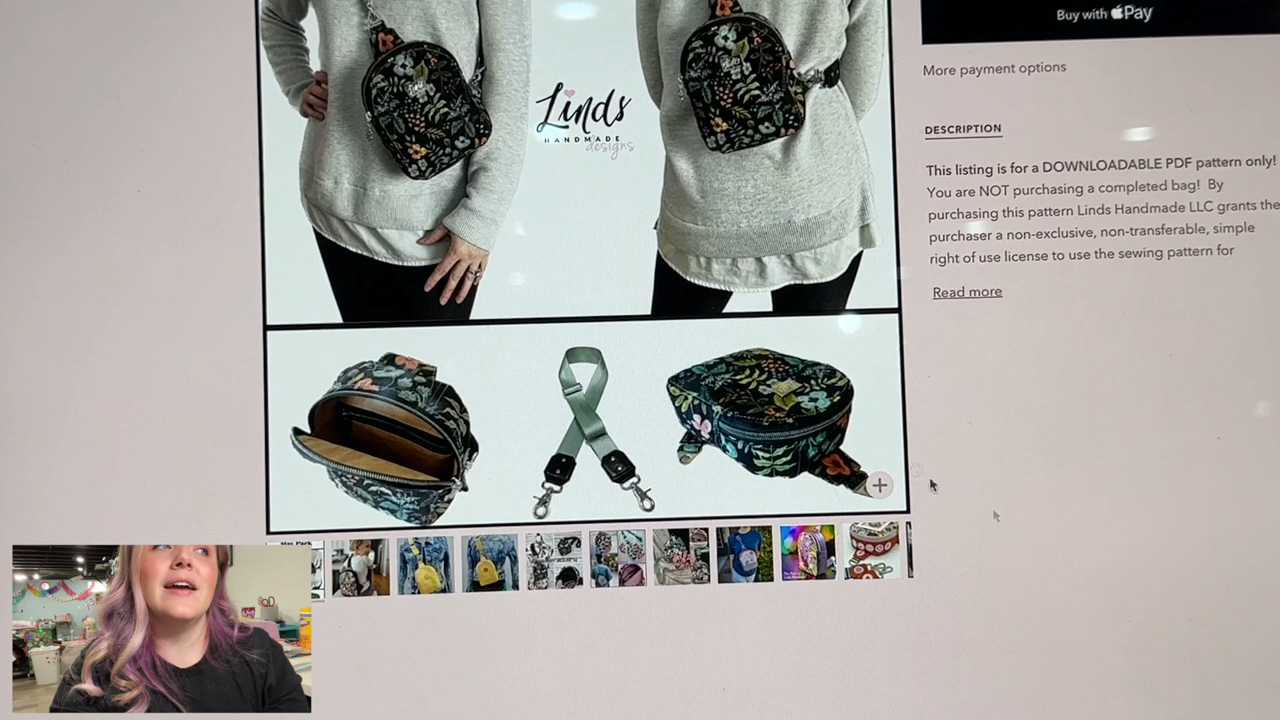 Buy with Pay
More payment options
Linds
HANDMADE
designs
DESCRIPTION
This listing is for a DOWNLOADABLE PDF pattern only!
You are NOT purchasing a completed bag! By
purchasing this pattern Linds Handmade LLC grants the
purchaser a non-exclusive, non-transferable, simple
right of use license to use the sewing pattern for
Read more